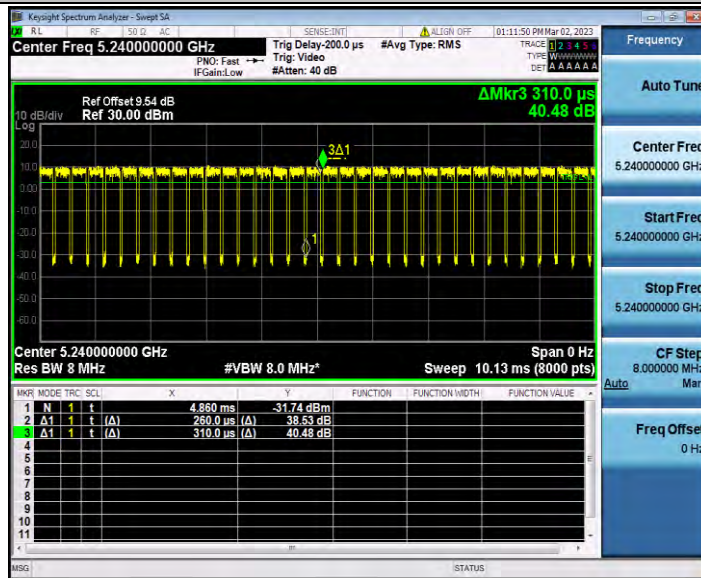 Keysight Spectrum Analyzer - Swept SA
RL RF 50 Ω AC SENSE:INT ALIGN OFF 01:11:50 PM Mar 02, 2023
Center Freq 5.240000000 GHz
PNO: Fast
IFGain:Low
Trig Delay-200.0 µs
Trig: Video
#Atten: 40 dB
#Avg Type: RMS
TRACE 1 2 3 4 5 6
TYPE W
DET A A A A A A
ΔMkr3 310.0 µs
40.48 dB
Ref Offset 9.54 dB
Ref 30.00 dBm
10 dB/div
Log
20.0
10.0
0.00
-10.0
-20.0
-30.0
-40.0
-50.0
-60.0
3Δ1
1
Center 5.240000000 GHz Span 0 Hz
Res BW 8 MHz #VBW 8.0 MHz* Sweep 10.13 ms (8000 pts)
MKR MODE TRC SCL X Y FUNCTION FUNCTION WIDTH FUNCTION VALUE
1 N 1 t 4.860 ms -31.74 dBm
2 Δ1 1 t (Δ) 260.0 µs (Δ) 38.53 dB
3 Δ1 1 t (Δ) 310.0 µs (Δ) 40.48 dB
4
5
6
7
8
9
10
11
MSG STATUS
Frequency
Auto Tune
Center Freq
5.240000000 GHz
Start Freq
5.240000000 GHz
Stop Freq
5.240000000 GHz
CF Step
8.000000 MHz
Auto Man
Freq Offset
0 Hz